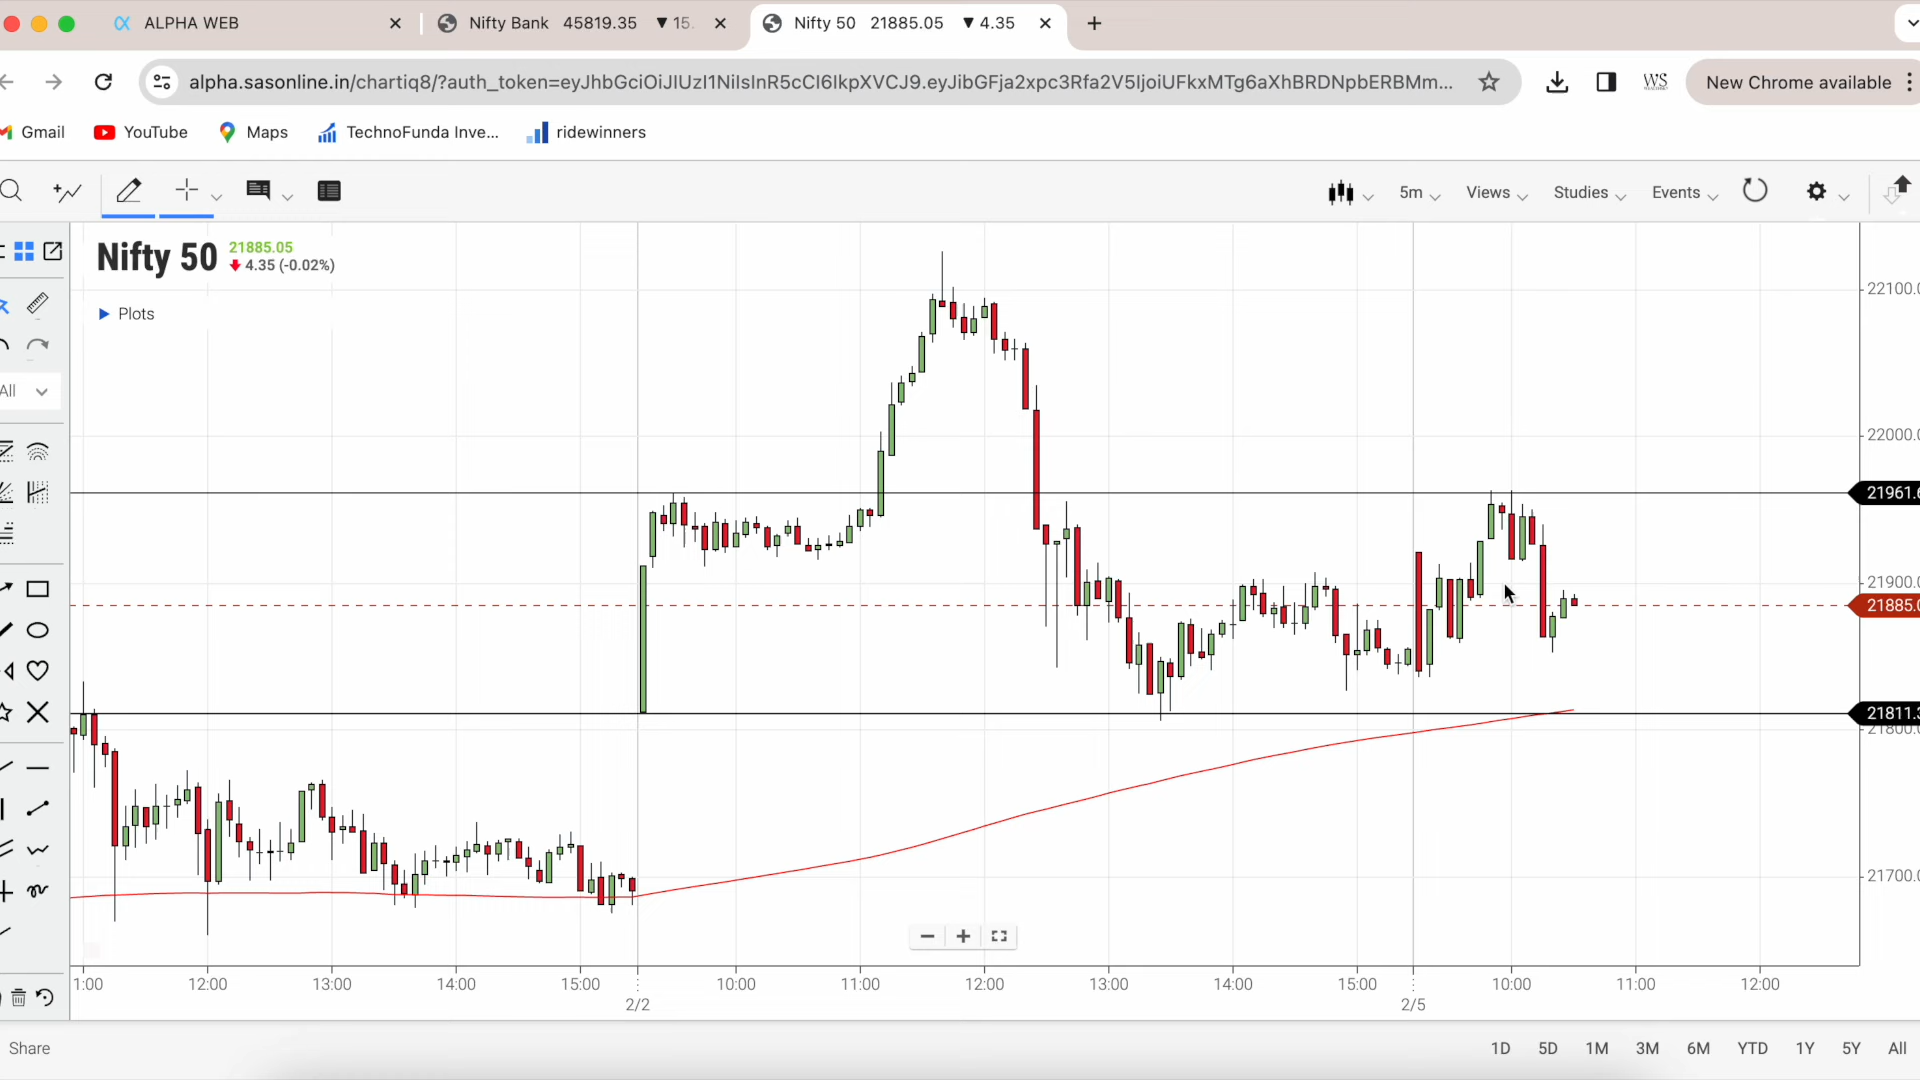 ALPHA WEB
Nifty Bank 45819.35 ▼ 15.
Nifty 50 21885.05 ▼ 4.35
alpha.sasonline.in/chartiq8/?auth_token=eyJhbGciOiJIUzI1NiIsInR5cCI6IkpXVCJ9.eyJibGFja2xpc3Rfa2V5IjoiUFkxMTg6aXhBRDNpbERBMm...
WS
New Chrome available
Gmail
YouTube
Maps
TechnoFunda Inve...
ridewinners
5m
Views
Studies
Events
Nifty 50
21885.05
4.35 (-0.02%)
Plots
All
22100.0
22000.0
21961.6
21900.0
21885.0
21811.3
21800.0
21700.0
1:00 12:00 13:00 14:00 15:00 10:00 11:00 12:00 13:00 14:00 15:00 10:00 11:00 12:00
2/2 2/5
Share
1D 5D 1M 3M 6M YTD 1Y 5Y All